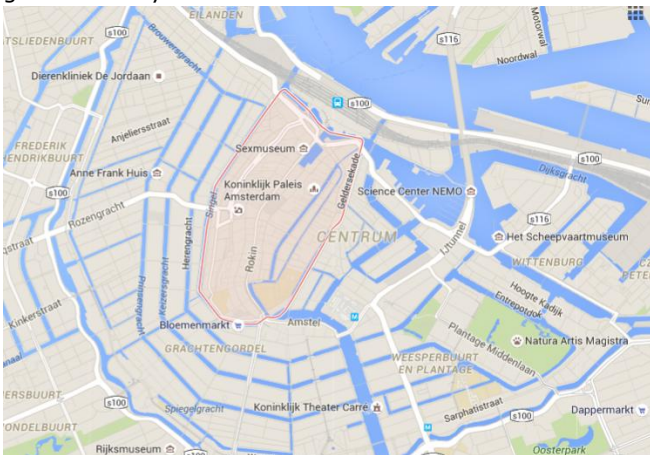 EILANDEN
s100
ATSLIEDENBUURT
Brouwersgracht
s116
Motorwal
Noordwal
Dierenkliniek De Jordaan
s100
Anjeliersstraat
Sexmuseum
FREDERIK
HENDRIKBUURT
Anne Frank Huis
Koninklijk Paleis
Amsterdam
Geldersekade
Science Center NEMO
Dijksgracht
s100
s100
Rozengracht
Singel
Herengracht
Rokin
CENTRUM
IJtunnel
s116
Het Scheepvaartmuseum
WITTENBURG
Prinsengracht
Keizersgracht
Kinkerstraat
Hoogte Kadijk
Entrepotdok
Bloemenmarkt
Amstel
GRACHTENGORDEL
Plantage Middenlaan
Natura Artis Magistra
WEESPERBUURT
EN PLANTAGE
Spiegelgracht
Koninklijk Theater Carré
Sarphatistraat
s100
Dappermarkt
s100
Rijksmuseum
s100
Oosterpark